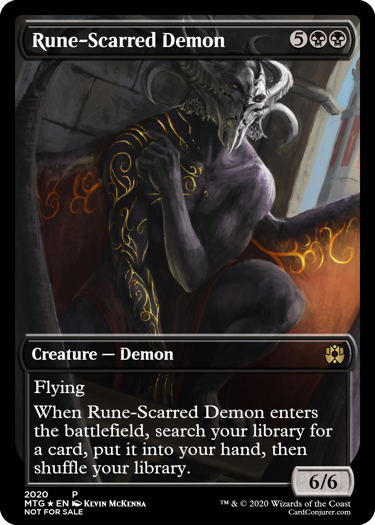 Rune-Scarred Demon 5
Creature — Demon
Flying
When Rune-Scarred Demon enters
the battlefield, search your library for
a card, put it into your hand, then
shuffle your library.
6/6
2020 P
MTG ★ EN Kevin McKenna
NOT FOR SALE
™ & © 2020 Wizards of the Coast
CardConjurer.com